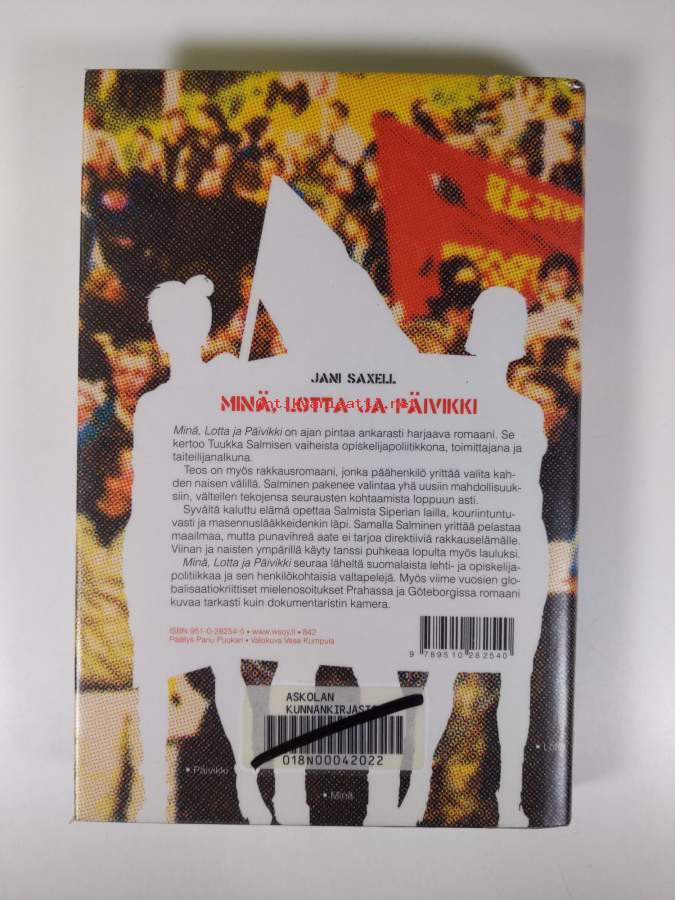 JANI SAXELL
MINÄ, LOTTA JA PÄIVIKKI
Minä, Lotta ja Päivikki on ajan pintaa ankarasti harjaava romaani. Se
kertoo Tuukka Salmisen vaiheista opiskelijapoliitikkona, toimittajana ja
taiteilijanalkuna.
Teos on myös rakkausromaani, jonka päähenkilö yrittää valita kah-
den naisen välillä. Salminen pakenee valintaa yhä uusiin mahdollisuuk-
siin, vältellen tekojensa seurausten kohtaamista loppuun asti.
Syvältä kaluttu elämä opettaa Salmista Siperian lailla, kouriintuntu-
vasti ja masennuslääkkeidenkin läpi. Samalla Salminen yrittää pelastaa
maailmaa, mutta punavihreä aate ei tarjoa direktiiviä rakkauselämälle.
Viinan ja naisten ympärillä käyty tanssi puhkeaa lopulta myös lauluksi.
Minä, Lotta ja Päivikki seuraa läheltä suomalaista lehti- ja opiskelija-
politiikkaa ja sen henkilökohtaisia valtapelejä. Myös viime vuosien glo-
balisaatiokriittiset mielenosoitukset Prahassa ja Göteborgissa romaani
kuvaa tarkasti kuin dokumentaristin kamera.
ISBN 951-0-28254-5 • www.wsoy.fi • 842
Päällys Panu Puukari • Valokuva Vesa Kumpula
9 789510 282540
ASKOLAN
KUNNANKIRJASTO
018N00042022
• Päivikki
• Minä